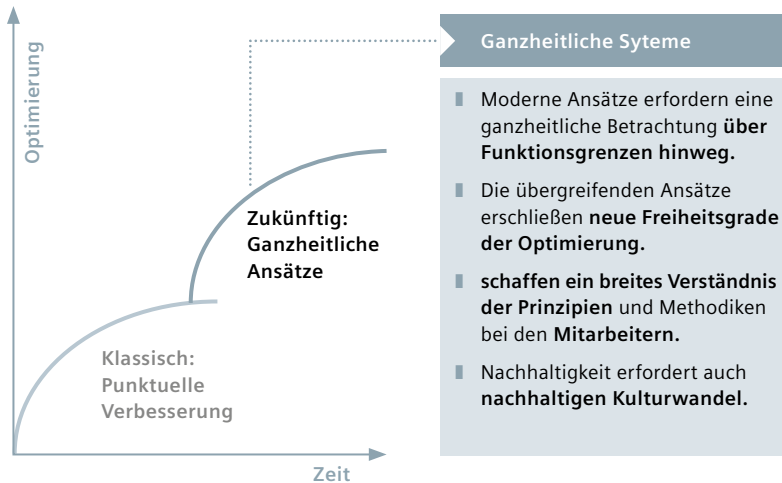 Optimierung
Zukünftig:
Ganzheitliche
Ansätze
Klassisch:
Punktuelle
Verbesserung
Zeit
Ganzheitliche Syteme
Moderne Ansätze erfordern eine
ganzheitliche Betrachtung über
Funktionsgrenzen hinweg.
Die übergreifenden Ansätze
erschließen neue Freiheitsgrade
der Optimierung.
schaffen ein breites Verständnis
der Prinzipien und Methodiken
bei den Mitarbeitern.
Nachhaltigkeit erfordert auch
nachhaltigen Kulturwandel.